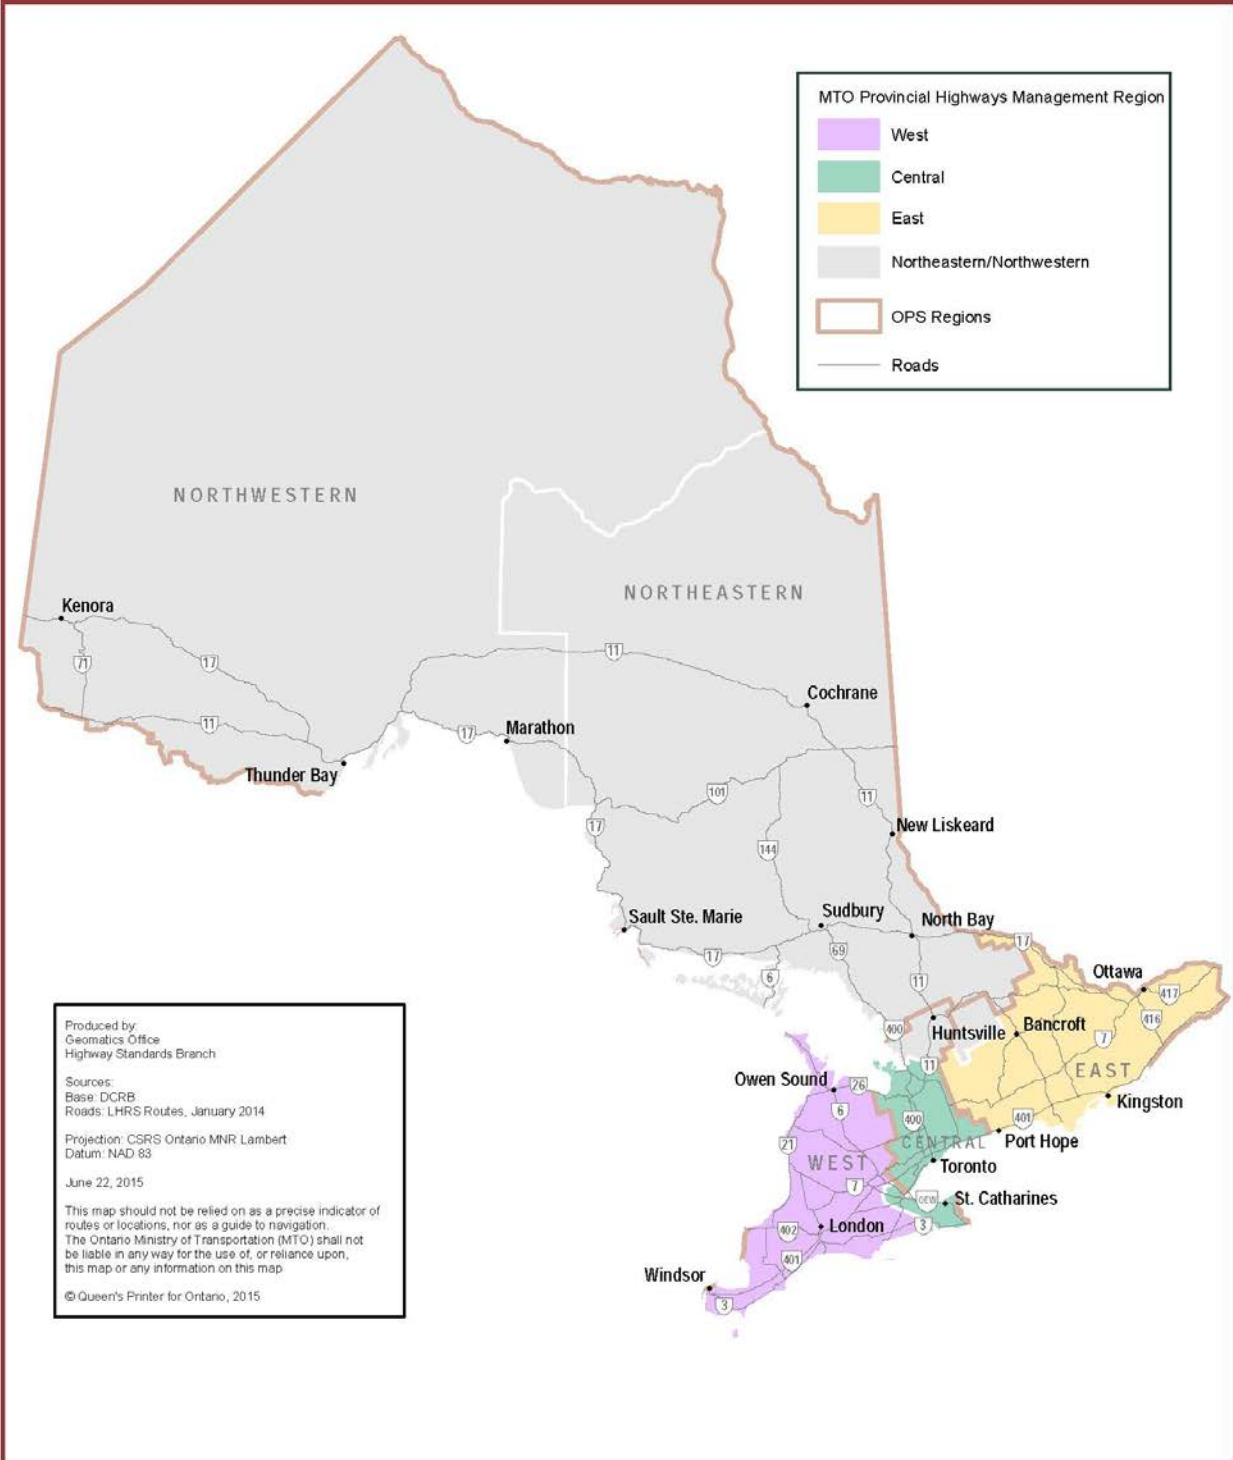 MTO Provincial Highways Management Region
West
Central
East
Northeastern/Northwestern
OPS Regions
Roads
NORTHWESTERN
NORTHEASTERN
Kenora
71
17
11
11
Cochrane
17
Marathon
Thunder Bay
101
11
17
New Liskeard
144
Sault Ste. Marie
Sudbury
North Bay
17
69
17
6
11
Ottawa
417
416
400
Huntsville
Bancroft
7
11
EAST
Owen Sound
26
6
400
401
Kingston
21
CENTRAL
Port Hope
WEST
Toronto
7
QEW
St. Catharines
3
402
London
401
Windsor
3
Produced by:
Geomatics Office
Highway Standards Branch
Sources:
Base: DCRB
Roads: LHRS Routes, January 2014
Projection: CSRS Ontario MNR Lambert
Datum: NAD 83
June 22, 2015
This map should not be relied on as a precise indicator of
routes or locations, nor as a guide to navigation.
The Ontario Ministry of Transportation (MTO) shall not
be liable in any way for the use of, or reliance upon,
this map or any information on this map
© Queen's Printer for Ontario, 2015